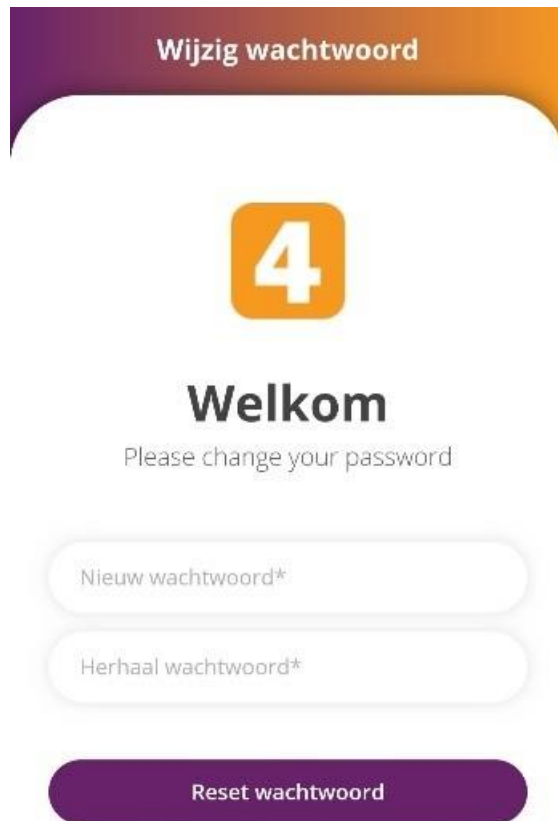 Wijzig wachtwoord
4
Welkom
Please change your password
Nieuw wachtwoord*
Herhaal wachtwoord*
Reset wachtwoord